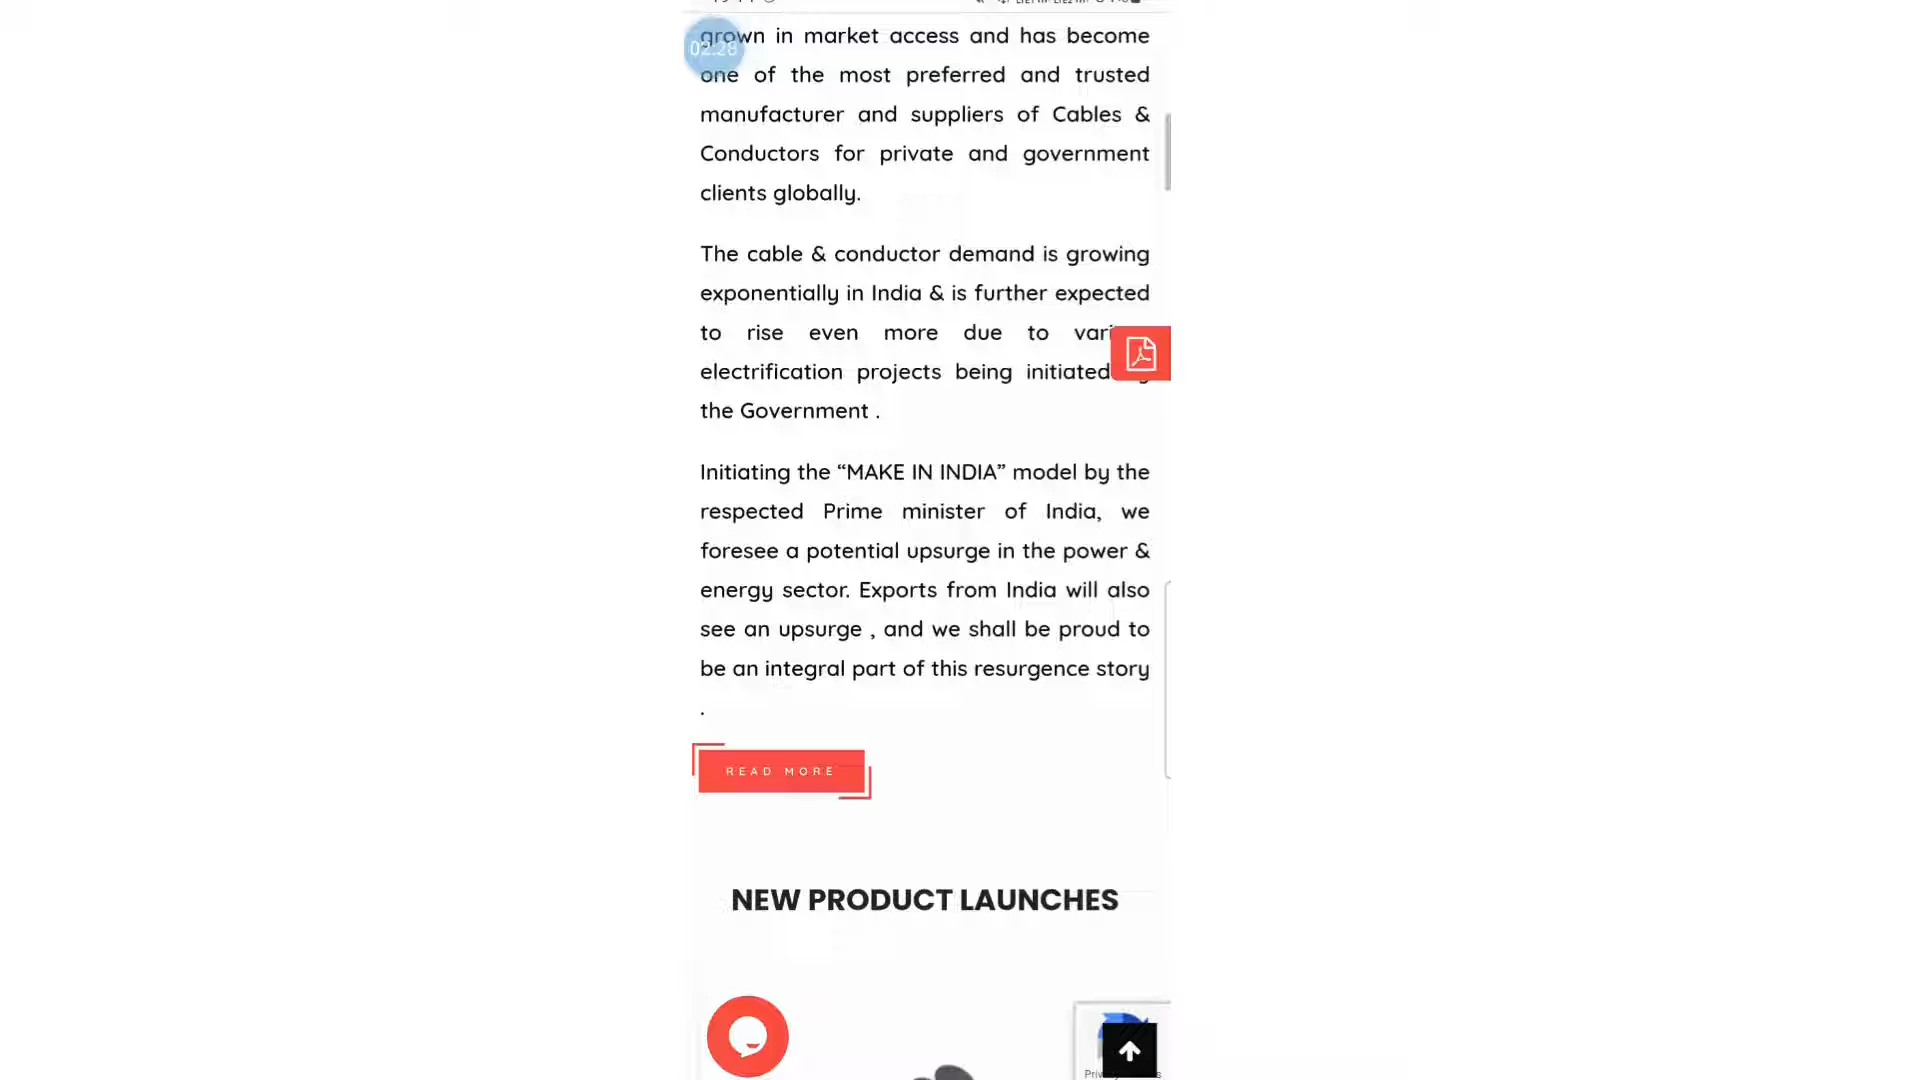 02:28
grown in market access and has become
one of the most preferred and trusted
manufacturer and suppliers of Cables &
Conductors for private and government
clients globally.
The cable & conductor demand is growing
exponentially in India & is further expected
to rise even more due to
electrification projects being initiated
the Government .
Initiating the “MAKE IN INDIA” model by the
respected Prime minister of India, we
foresee a potential upsurge in the power &
energy sector. Exports from India will also
see an upsurge , and we shall be proud to
be an integral part of this resurgence story
.
READ MORE
NEW PRODUCT LAUNCHES